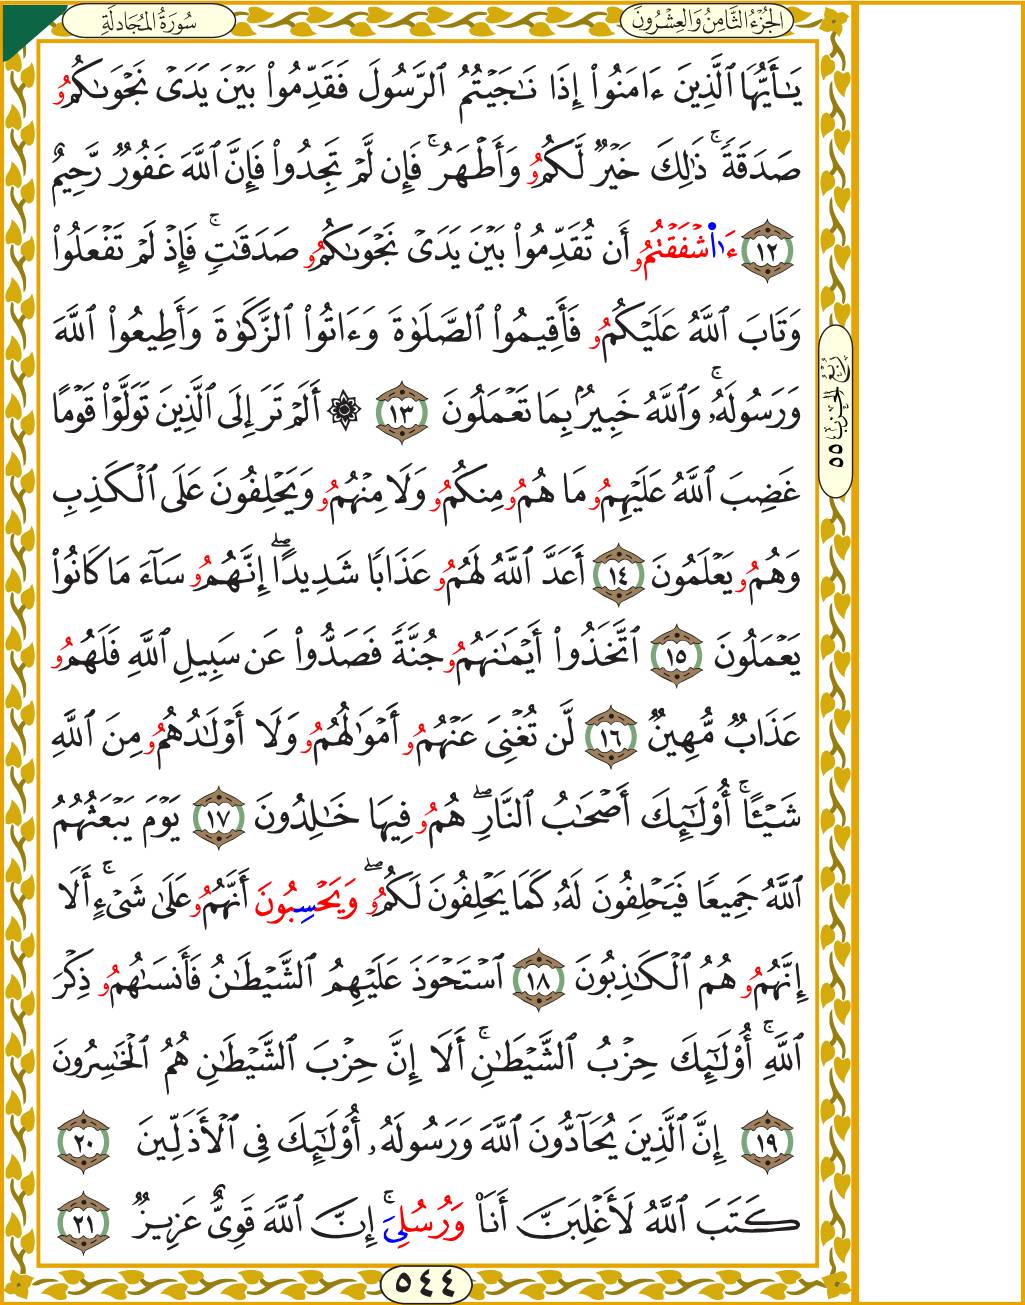 سُورَةُ المُجَادلَةِ
الجُزْءُ الثَّامِنُ وَالعِشْرُونَ
يَٰٓأَيُّهَا ٱلَّذِينَ ءَامَنُوٓا۟ إِذَا نَٰجَيْتُمُ ٱلرَّسُولَ فَقَدِّمُوا۟ بَيْنَ يَدَىْ نَجْوَىٰكُمُۥ
صَدَقَةً ۚ ذَٰلِكَ خَيْرٌ لَّكُمُۥ وَأَطْهَرُ ۚ فَإِن لَّمْ تَجِدُوا۟ فَإِنَّ ٱللَّهَ غَفُورٌ رَّحِيمٌ
١٢ ءَا۬شْفَقْتُمُۥ أَن تُقَدِّمُوا۟ بَيْنَ يَدَىْ نَجْوَىٰكُمُۥ صَدَقَٰتٍ ۚ فَإِذْ لَمْ تَفْعَلُوا۟
وَتَابَ ٱللَّهُ عَلَيْكُمُۥ فَأَقِيمُوا۟ ٱلصَّلَوٰةَ وَءَاتُوا۟ ٱلزَّكَوٰةَ وَأَطِيعُوا۟ ٱللَّهَ
وَرَسُولَهُۥ ۚ وَٱللَّهُ خَبِيرٌۢ بِمَا تَعْمَلُونَ ١٣ ۞ أَلَمْ تَرَ إِلَى ٱلَّذِينَ تَوَلَّوْا۟ قَوْمًا
غَضِبَ ٱللَّهُ عَلَيْهِمُۥ مَا هُمُۥ مِنكُمُۥ وَلَا مِنْهُمُۥ وَيَحْلِفُونَ عَلَى ٱلْكَذِبِ
وَهُمُۥ يَعْلَمُونَ ١٤ أَعَدَّ ٱللَّهُ لَهُمُۥ عَذَابًا شَدِيدًا ۖ إِنَّهُمُۥ سَآءَ مَا كَانُوا۟
يَعْمَلُونَ ١٥ ٱتَّخَذُوٓا۟ أَيْمَٰنَهُمُۥ جُنَّةً فَصَدُّوا۟ عَن سَبِيلِ ٱللَّهِ فَلَهُمُۥ
عَذَابٌ مُّهِينٌ ١٦ لَّن تُغْنِىَ عَنْهُمُۥ أَمْوَٰلُهُمُۥ وَلَآ أَوْلَٰدُهُمُۥ مِنَ ٱللَّهِ
شَيْـًٔا ۚ أُو۟لَٰٓئِكَ أَصْحَٰبُ ٱلنَّارِ ۖ هُمُۥ فِيهَا خَٰلِدُونَ ١٧ يَوْمَ يَبْعَثُهُمُ
ٱللَّهُ جَمِيعًا فَيَحْلِفُونَ لَهُۥ كَمَا يَحْلِفُونَ لَكُمُۥ ۖ وَيَحْسِبُونَ أَنَّهُمُۥ عَلَىٰ شَىْءٍ ۚ أَلَآ
إِنَّهُمُۥ هُمُ ٱلْكَٰذِبُونَ ١٨ ٱسْتَحْوَذَ عَلَيْهِمُ ٱلشَّيْطَٰنُ فَأَنسَىٰهُمُۥ ذِكْرَ
ٱللَّهِ ۚ أُو۟لَٰٓئِكَ حِزْبُ ٱلشَّيْطَٰنِ ۚ أَلَآ إِنَّ حِزْبَ ٱلشَّيْطَٰنِ هُمُ ٱلْخَٰسِرُونَ
١٩ إِنَّ ٱلَّذِينَ يُحَآدُّونَ ٱللَّهَ وَرَسُولَهُۥٓ أُو۟لَٰٓئِكَ فِى ٱلْأَذَلِّينَ ٢٠
كَتَبَ ٱللَّهُ لَأَغْلِبَنَّ أَنَا۠ وَرُسُلِىَ ۚ إِنَّ ٱللَّهَ قَوِىٌّ عَزِيزٌ ٢١
رُبْعُ الحِزْب ٥٥
٥٤٤